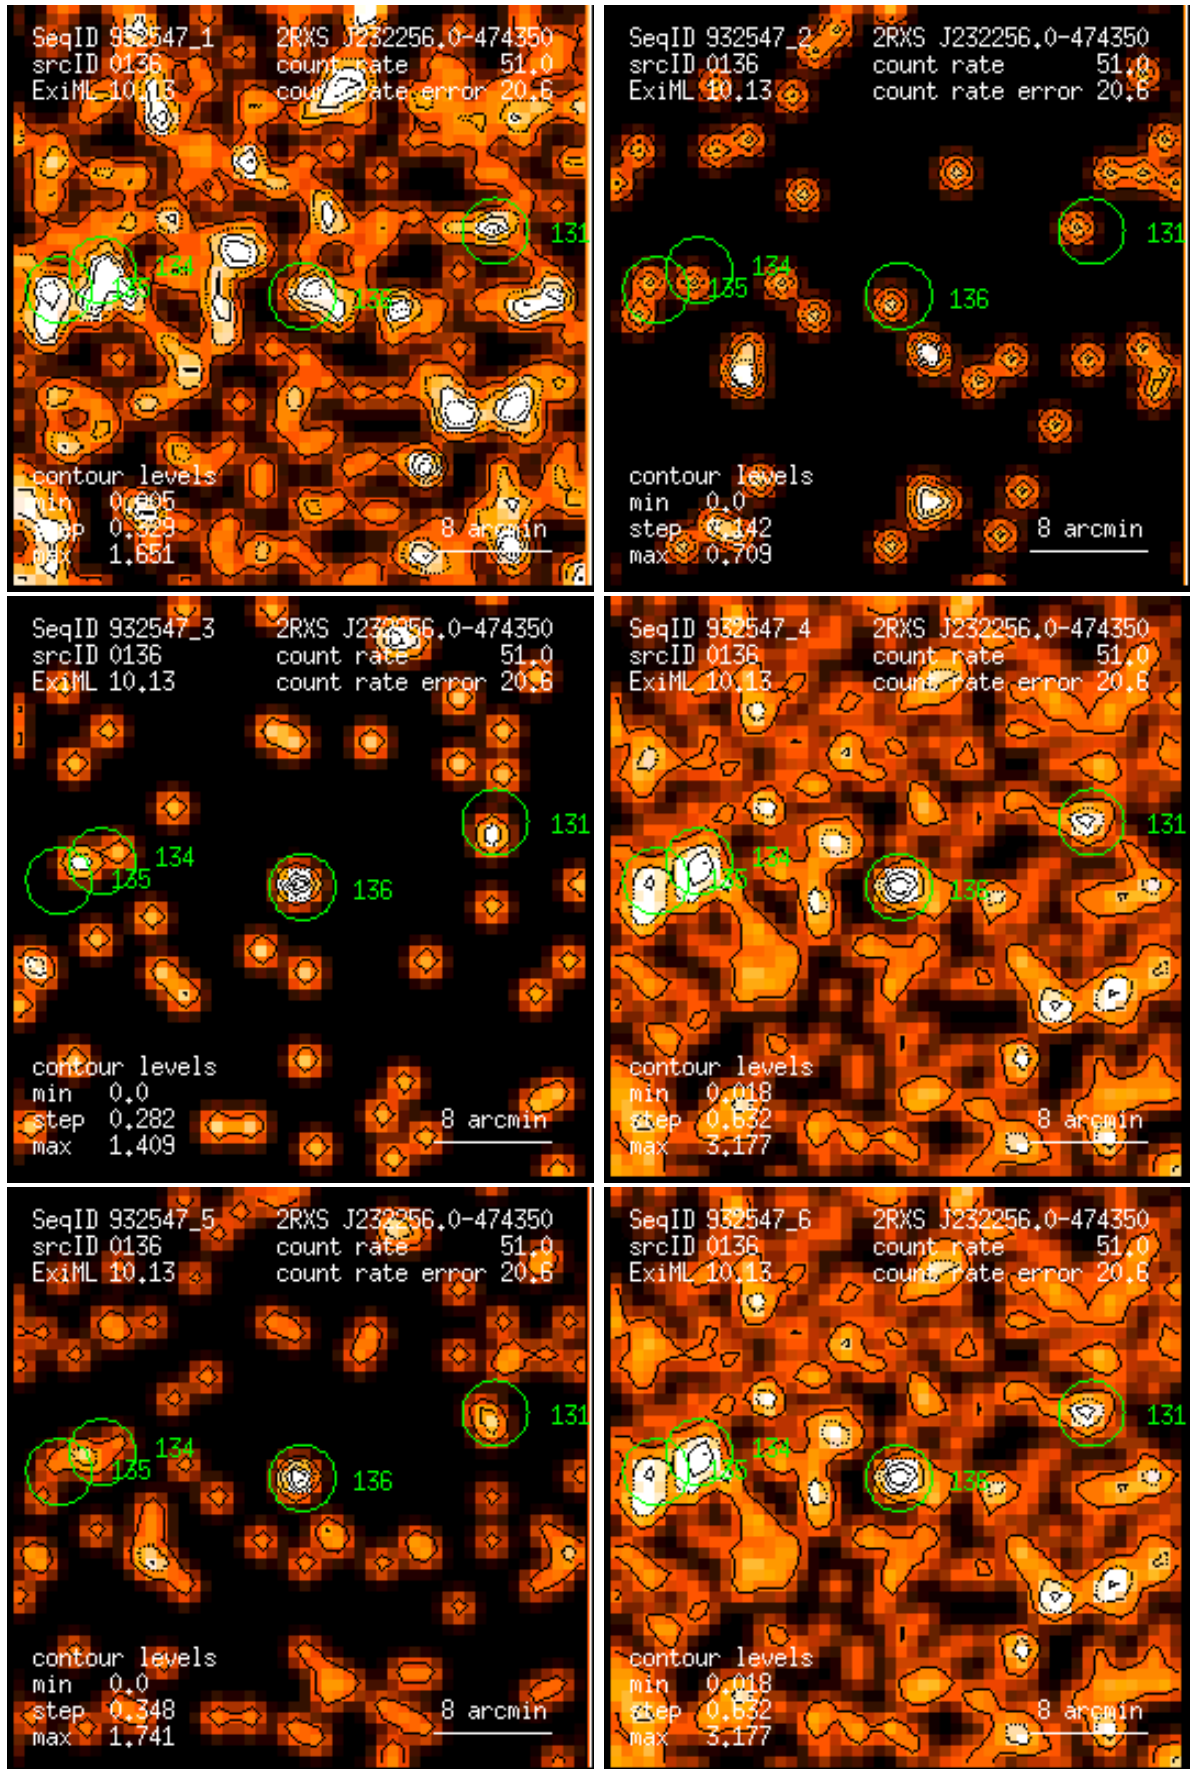 SeqID 932547_1 2RXS J232256.0-474350
srcID 0136 count rate 51.0
ExiML 10.13 count rate error 20.6
131
134
135
136
contour levels
min 0.005
step 0.329
max 1.651
8 arcmin
SeqID 932547_2 2RXS J232256.0-474350
srcID 0136 count rate 51.0
ExiML 10.13 count rate error 20.6
131
134
135
136
contour levels
min 0.0
step 0.142
max 0.709
8 arcmin
SeqID 932547_3 2RXS J232256.0-474350
srcID 0136 count rate 51.0
ExiML 10.13 count rate error 20.6
131
134
135
136
contour levels
min 0.0
step 0.282
max 1.409
8 arcmin
SeqID 932547_4 2RXS J232256.0-474350
srcID 0136 count rate 51.0
ExiML 10.13 count rate error 20.6
131
134
135
136
contour levels
min 0.018
step 0.632
max 3.177
8 arcmin
SeqID 932547_5 2RXS J232256.0-474350
srcID 0136 count rate 51.0
ExiML 10.13 count rate error 20.6
131
134
135
136
contour levels
min 0.0
step 0.348
max 1.741
8 arcmin
SeqID 932547_6 2RXS J232256.0-474350
srcID 0136 count rate 51.0
ExiML 10.13 count rate error 20.6
131
134
135
136
contour levels
min 0.018
step 0.632
max 3.177
8 arcmin